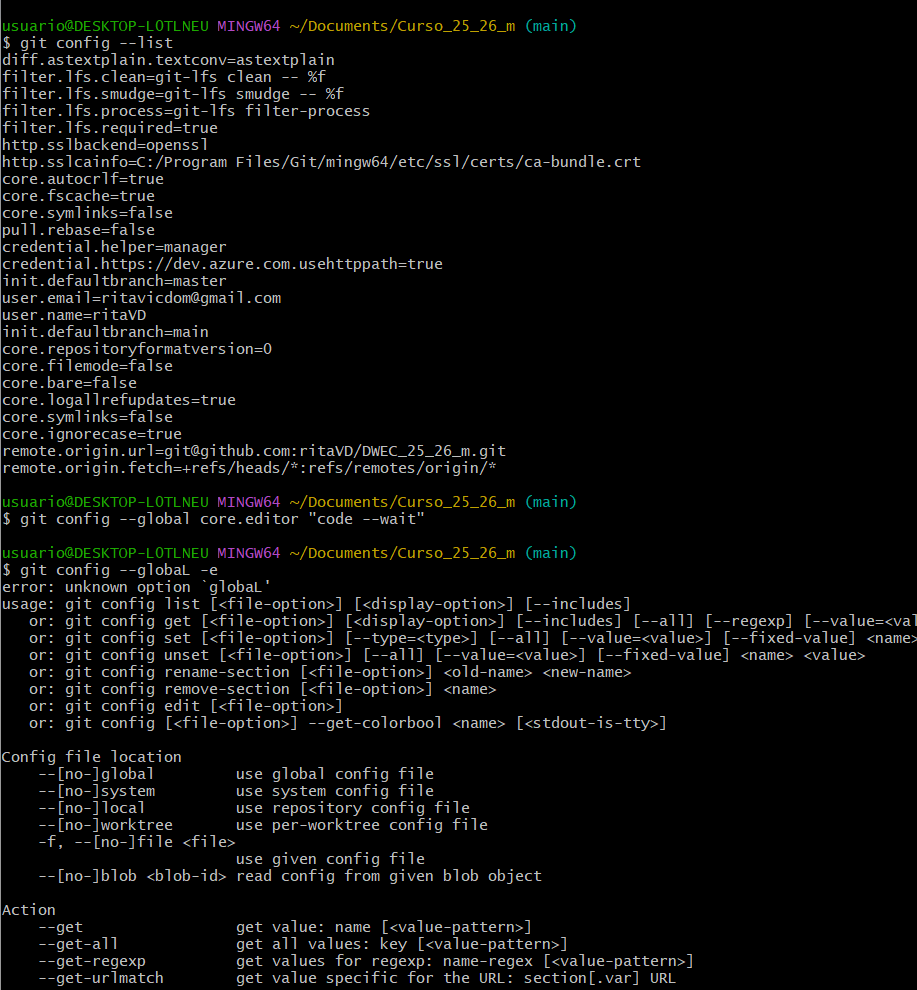 usuario@DESKTOP-LOTLNEU MINGW64 ~/Documents/Curso_25_26_m (main)
$ git config --list
diff.astextplain.textconv=astextplain
filter.lfs.clean=git-lfs clean -- %f
filter.lfs.smudge=git-lfs smudge -- %f
filter.lfs.process=git-lfs filter-process
filter.lfs.required=true
http.sslbackend=openssl
http.sslcainfo=C:/Program Files/Git/mingw64/etc/ssl/certs/ca-bundle.crt
core.autocrlf=true
core.fscache=true
core.symlinks=false
pull.rebase=false
credential.helper=manager
credential.https://dev.azure.com.usehttppath=true
init.defaultbranch=master
user.email=ritavicdom@gmail.com
user.name=ritaVD
init.defaultbranch=main
core.repositoryformatversion=0
core.filemode=false
core.bare=false
core.logallrefupdates=true
core.symlinks=false
core.ignorecase=true
remote.origin.url=git@github.com:ritaVD/DWEC_25_26_m.git
remote.origin.fetch=+refs/heads/*:refs/remotes/origin/*
usuario@DESKTOP-LOTLNEU MINGW64 ~/Documents/Curso_25_26_m (main)
$ git config --global core.editor "code --wait"
usuario@DESKTOP-LOTLNEU MINGW64 ~/Documents/Curso_25_26_m (main)
$ git config --globaL -e
error: unknown option `globaL'
usage: git config list [<file-option>] [<display-option>] [--includes]
   or: git config get [<file-option>] [<display-option>] [--includes] [--all] [--regexp] [--value=<val
   or: git config set [<file-option>] [--type=<type>] [--all] [--value=<value>] [--fixed-value] <name>
   or: git config unset [<file-option>] [--all] [--value=<value>] [--fixed-value] <name> <value>
   or: git config rename-section [<file-option>] <old-name> <new-name>
   or: git config remove-section [<file-option>] <name>
   or: git config edit [<file-option>]
   or: git config [<file-option>] --get-colorbool <name> [<stdout-is-tty>]
Config file location
    --[no-]global         use global config file
    --[no-]system         use system config file
    --[no-]local          use repository config file
    --[no-]worktree       use per-worktree config file
    -f, --[no-]file <file>
                          use given config file
    --[no-]blob <blob-id> read config from given blob object
Action
    --get                 get value: name [<value-pattern>]
    --get-all             get all values: key [<value-pattern>]
    --get-regexp          get values for regexp: name-regex [<value-pattern>]
    --get-urlmatch        get value specific for the URL: section[.var] URL